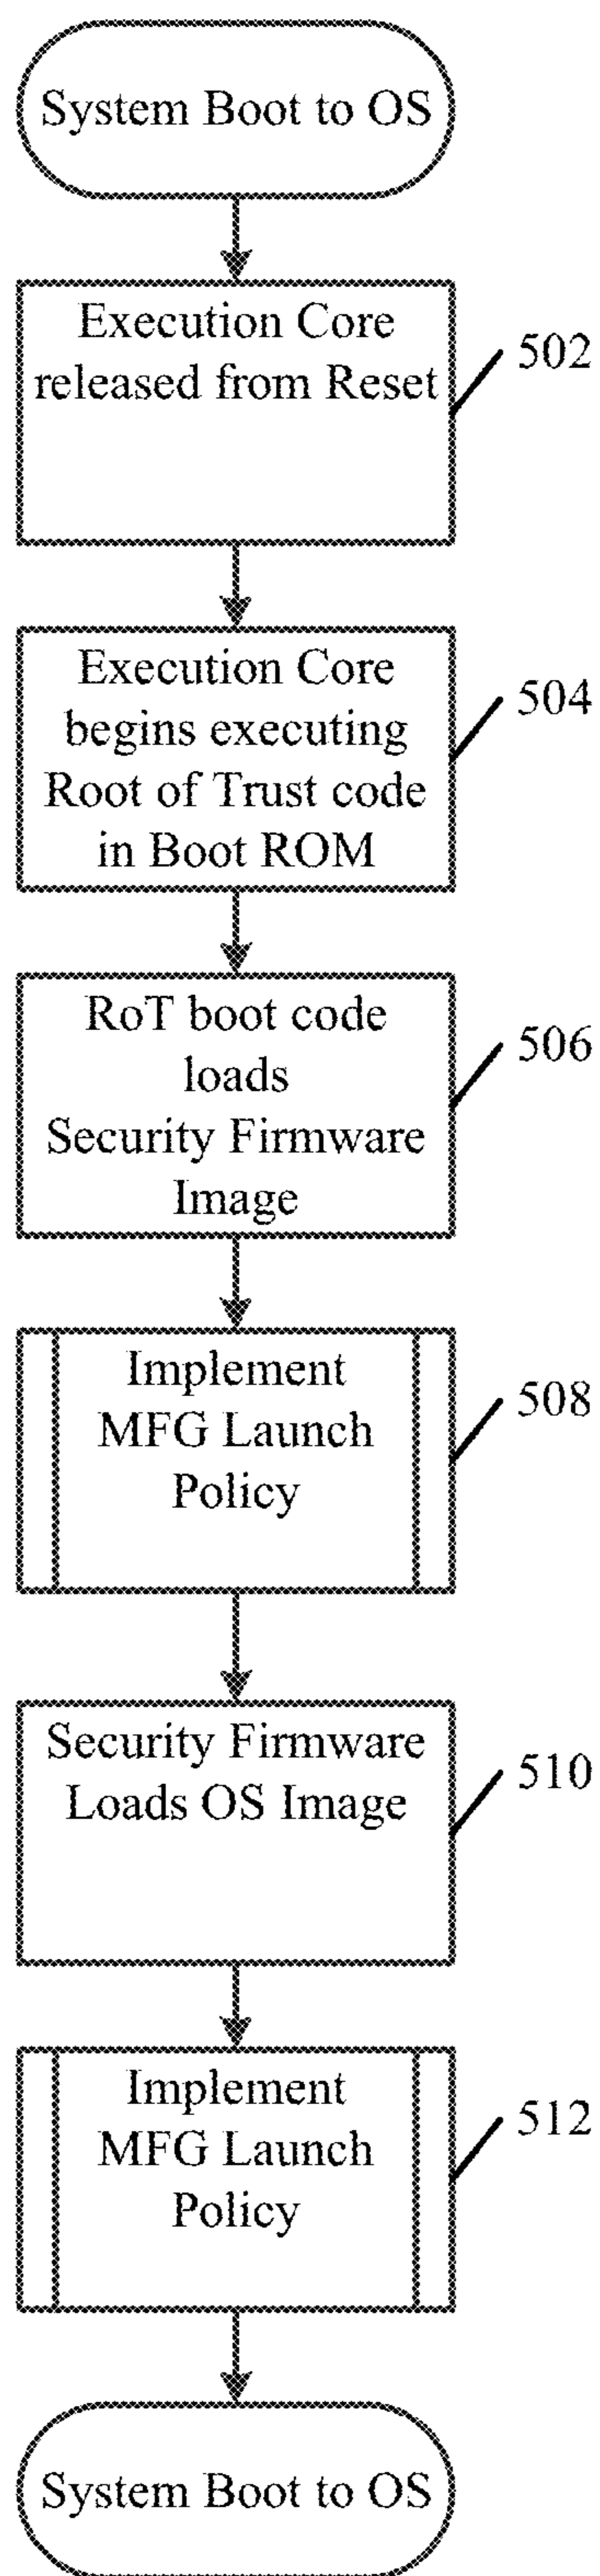 System Boot to OS
Execution Core
released from Reset
502
Execution Core
begins executing
Root of Trust code
in Boot ROM
504
RoT boot code
loads
Security Firmware
Image
506
Implement
MFG Launch
Policy
508
Security Firmware
Loads OS Image
510
Implement
MFG Launch
Policy
512
System Boot to OS